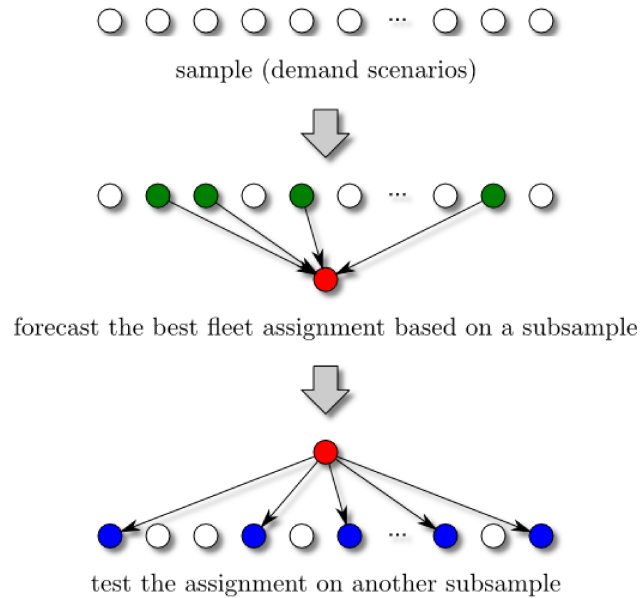 ...
sample (demand scenarios)
...
forecast the best fleet assignment based on a subsample
...
test the assignment on another subsample